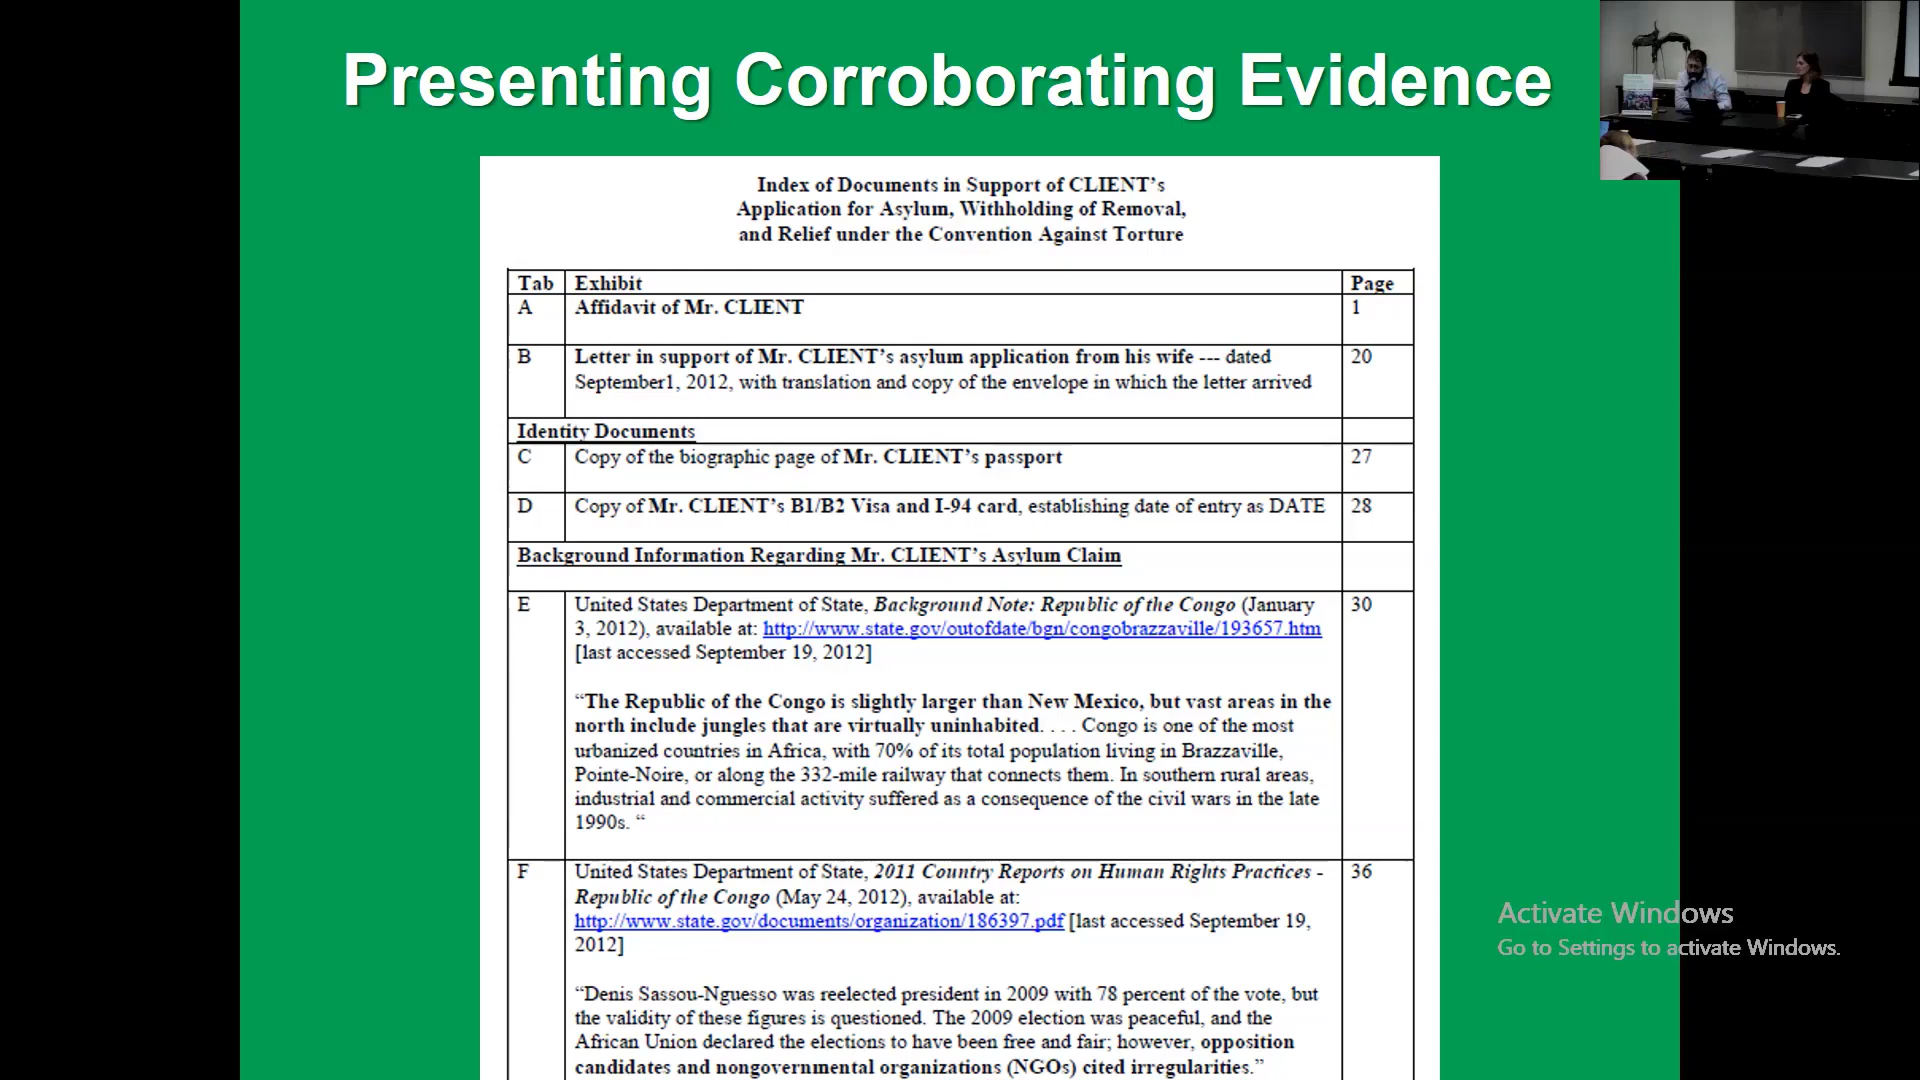 Presenting Corroborating Evidence
Index of Documents in Support of CLIENT’s
Application for Asylum, Withholding of Removal,
and Relief under the Convention Against Torture
Tab Exhibit Page
A Affidavit of Mr. CLIENT 1
B Letter in support of Mr. CLIENT’s asylum application from his wife --- dated 20
September1, 2012, with translation and copy of the envelope in which the letter arrived
Identity Documents
C Copy of the biographic page of Mr. CLIENT’s passport 27
D Copy of Mr. CLIENT’s B1/B2 Visa and I-94 card, establishing date of entry as DATE 28
Background Information Regarding Mr. CLIENT’s Asylum Claim
E United States Department of State, Background Note: Republic of the Congo (January 30
3, 2012), available at: http://www.state.gov/outofdate/bgn/congobrazzaville/193657.htm
[last accessed September 19, 2012]
“The Republic of the Congo is slightly larger than New Mexico, but vast areas in the
north include jungles that are virtually uninhabited. . . . Congo is one of the most
urbanized countries in Africa, with 70% of its total population living in Brazzaville,
Pointe-Noire, or along the 332-mile railway that connects them. In southern rural areas,
industrial and commercial activity suffered as a consequence of the civil wars in the late
1990s. “
F United States Department of State, 2011 Country Reports on Human Rights Practices - 36
Republic of the Congo (May 24, 2012), available at:
http://www.state.gov/documents/organization/186397.pdf [last accessed September 19,
2012]
“Denis Sassou-Nguesso was reelected president in 2009 with 78 percent of the vote, but
the validity of these figures is questioned. The 2009 election was peaceful, and the
African Union declared the elections to have been free and fair; however, opposition
candidates and nongovernmental organizations (NGOs) cited irregularities.”
Activate Windows
Go to Settings to activate Windows.